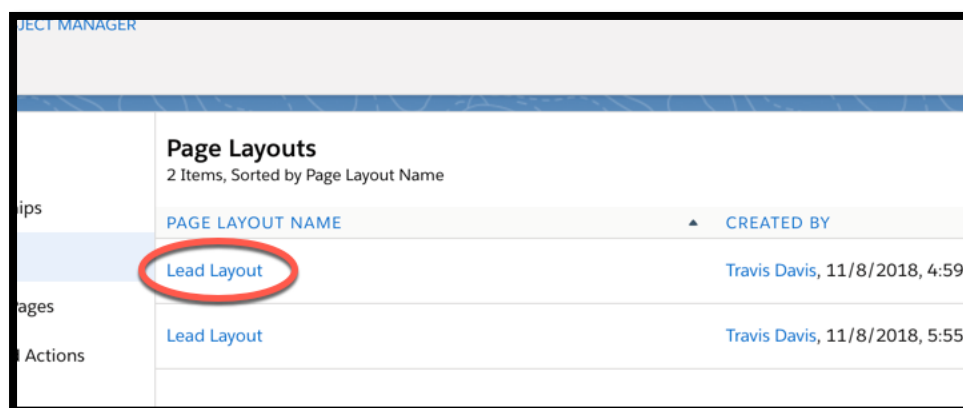 JECT MANAGER
Page Layouts
2 Items, Sorted by Page Layout Name
PAGE LAYOUT NAME CREATED BY
Lead Layout Travis Davis, 11/8/2018, 4:59
Lead Layout Travis Davis, 11/8/2018, 5:55
ips
ages
Actions